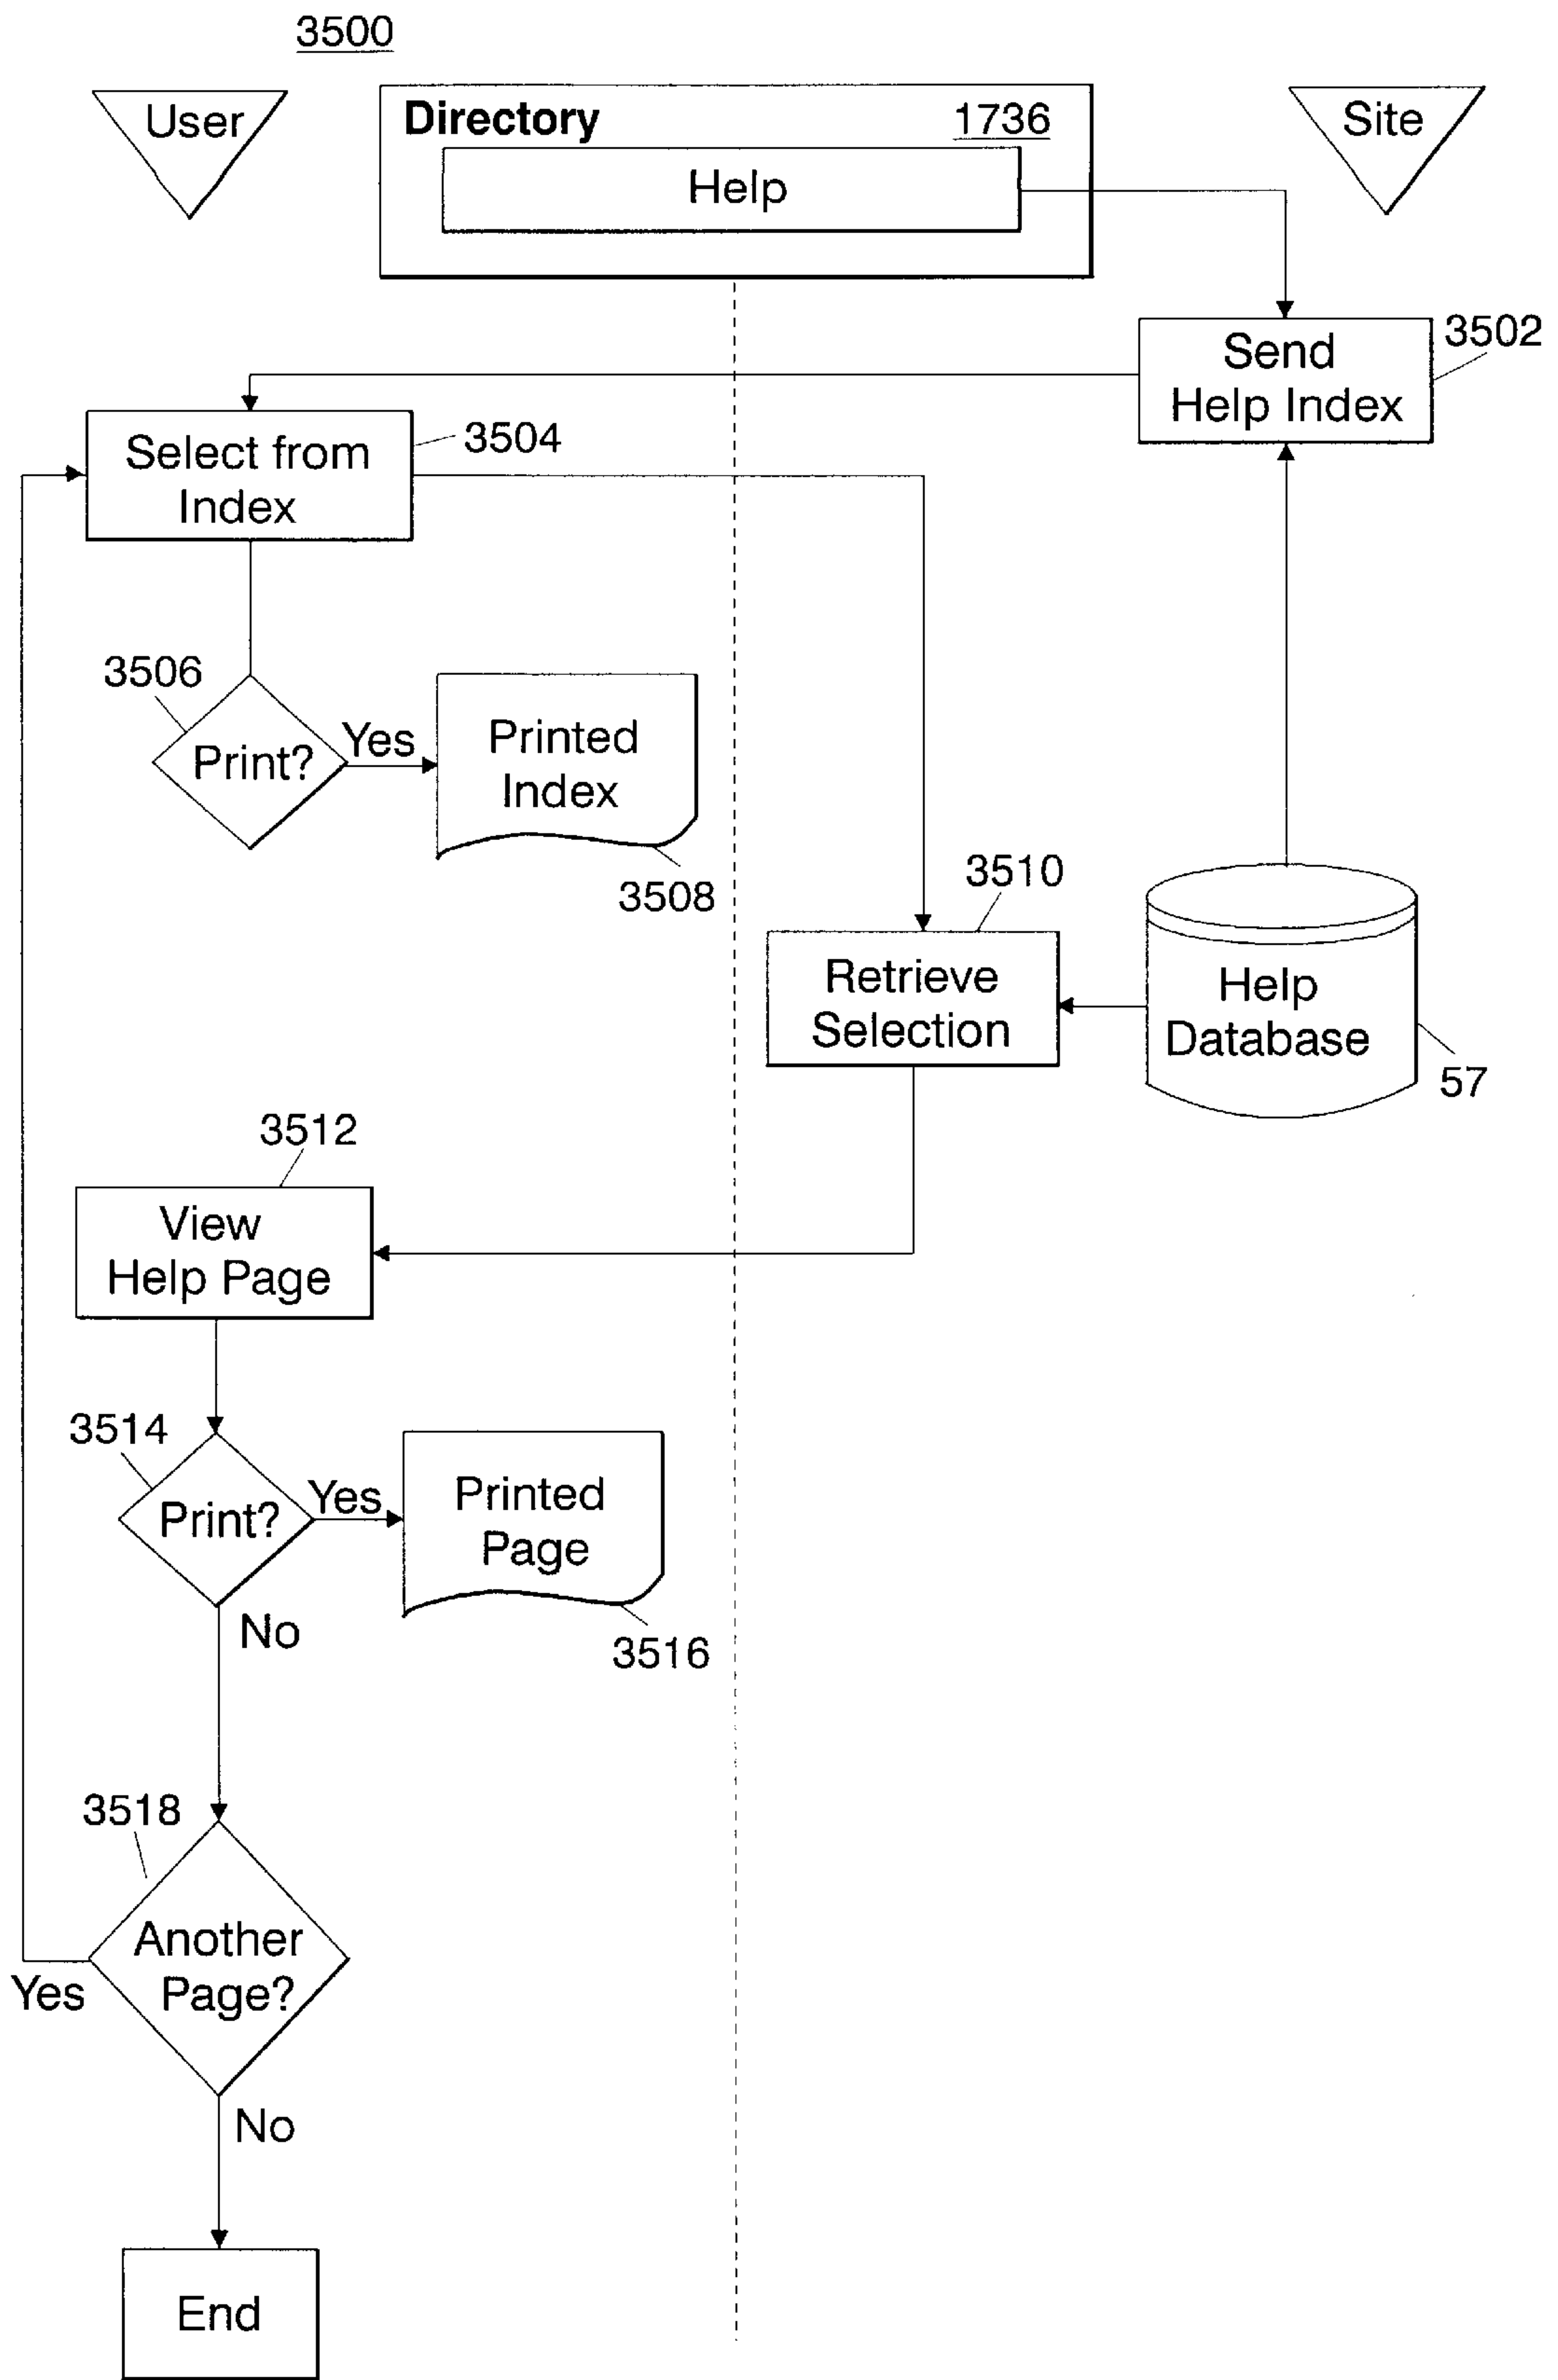 3500
User
Directory
1736
Site
Help
Send
Help Index
3502
Select from
Index
3504
3506
Print?
Yes
Printed
Index
3508
3510
Retrieve
Selection
Help
Database
57
3512
View
Help Page
3514
Print?
Yes
Printed
Page
No
3516
3518
Another
Page?
Yes
No
End